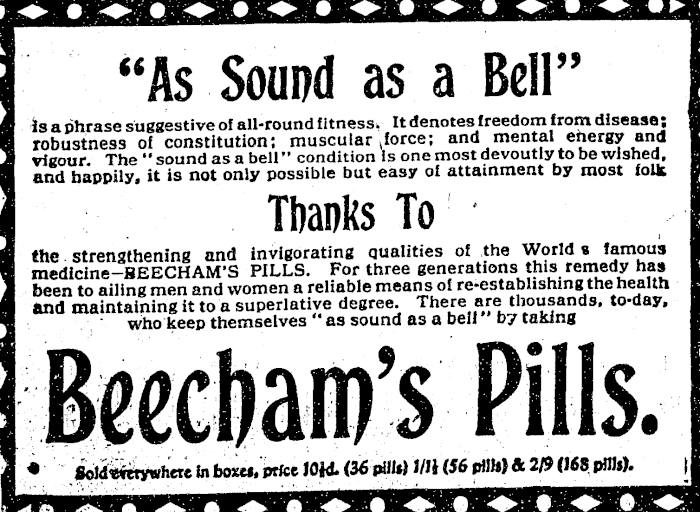 “As Sound as a Bell”
is a phrase suggestive of all-round fitness. It denotes freedom from disease;
robustness of constitution; muscular force; and mental energy and
vigour. The “sound as a bell” condition is one most devoutly to be wished,
and happily, it is not only possible but easy of attainment by most folk
Thanks To
the strengthening and invigorating qualities of the World s famous
medicine—BEECHAM'S PILLS. For three generations this remedy has
been to ailing men and women a reliable means of re-establishing the health
and maintaining it to a superlative degree. There are thousands, to-day,
who keep themselves “as sound as a bell” by taking
Beecham's Pills.
Sold everywhere in boxes, price 10½d. (36 pills) 1/1½ (56 pills) & 2/9 (168 pills).